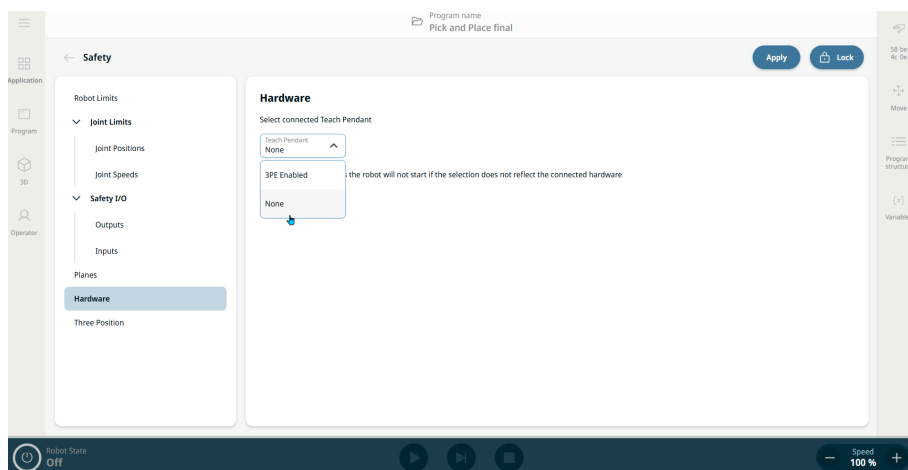 Program name
Pick and Place final
Safety
Apply
Lock
58 be
4c 0e
Application
Program
3D
Operator
Robot Limits
Joint Limits
Joint Positions
Joint Speeds
Safety I/O
Outputs
Inputs
Planes
Hardware
Three Position
Hardware
Select connected Teach Pendant
Teach Pendant
None
3PE Enabled
the robot will not start if the selection does not reflect the connected hardware
None
Move
Program
structur
{x}
Variable
Robot State
Off
Speed
100 %